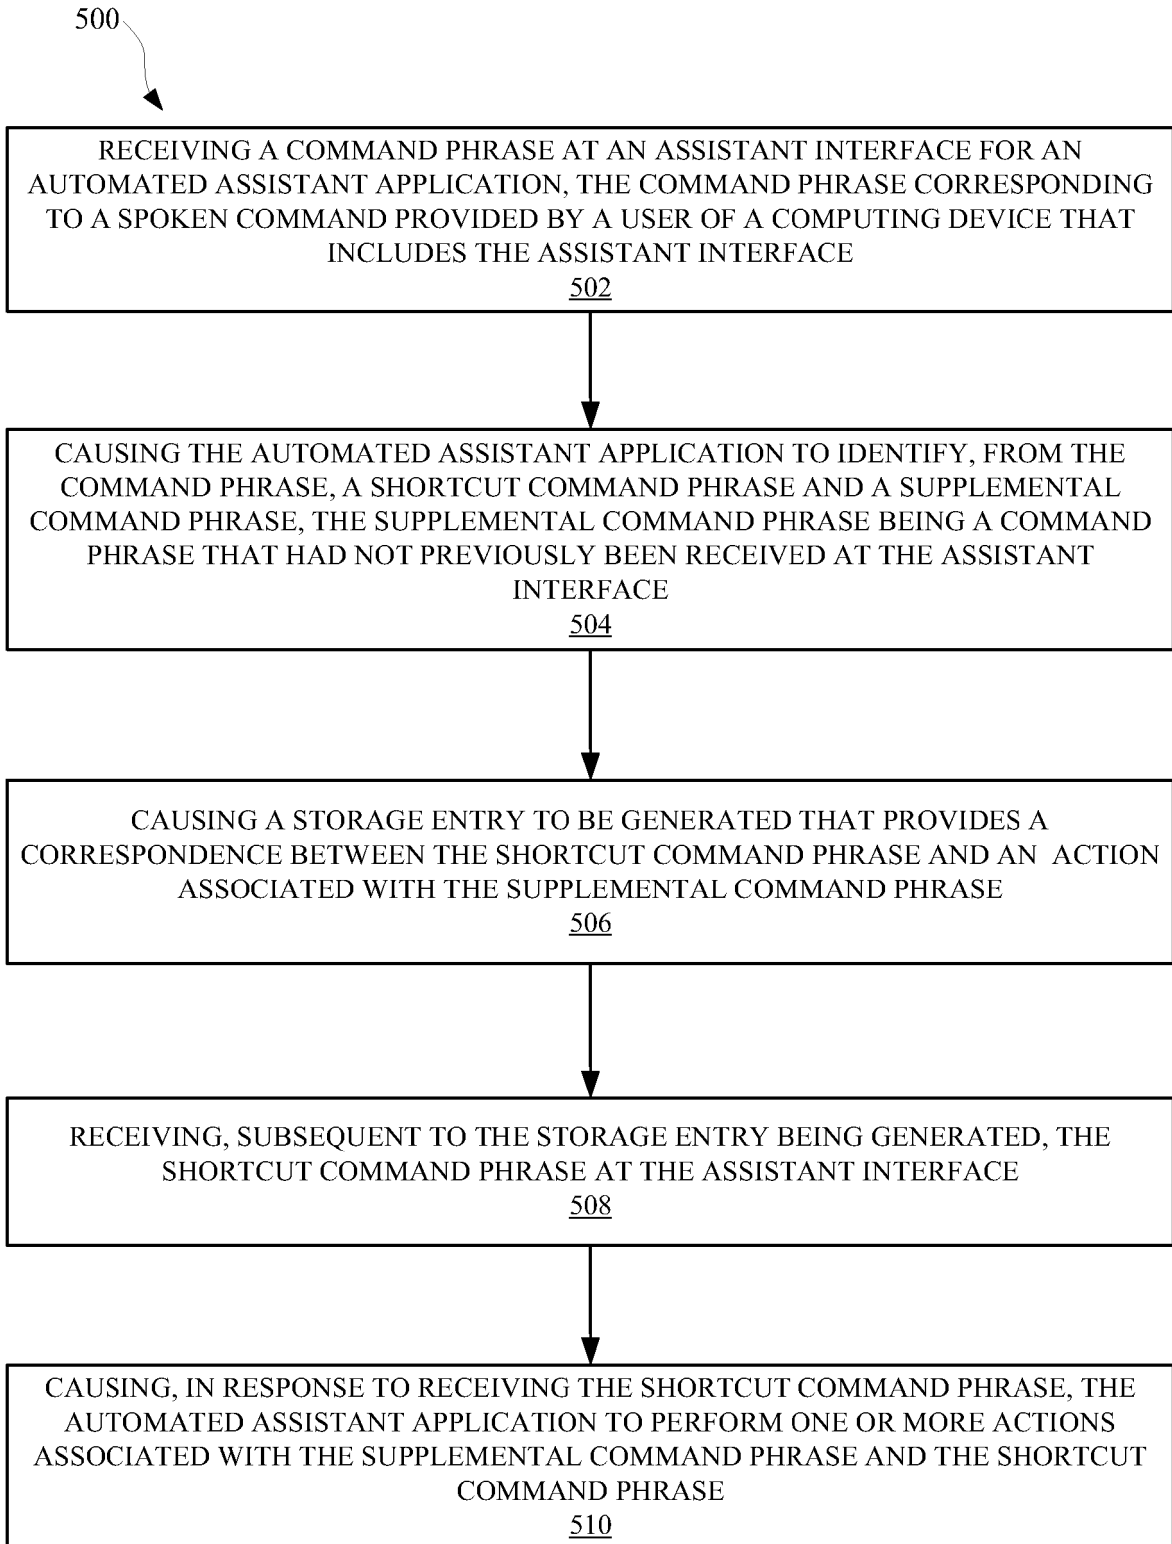 500
RECEIVING A COMMAND PHRASE AT AN ASSISTANT INTERFACE FOR AN
AUTOMATED ASSISTANT APPLICATION, THE COMMAND PHRASE CORRESPONDING
TO A SPOKEN COMMAND PROVIDED BY A USER OF A COMPUTING DEVICE THAT
INCLUDES THE ASSISTANT INTERFACE
502
CAUSING THE AUTOMATED ASSISTANT APPLICATION TO IDENTIFY, FROM THE
COMMAND PHRASE, A SHORTCUT COMMAND PHRASE AND A SUPPLEMENTAL
COMMAND PHRASE, THE SUPPLEMENTAL COMMAND PHRASE BEING A COMMAND
PHRASE THAT HAD NOT PREVIOUSLY BEEN RECEIVED AT THE ASSISTANT
INTERFACE
504
CAUSING A STORAGE ENTRY TO BE GENERATED THAT PROVIDES A
CORRESPONDENCE BETWEEN THE SHORTCUT COMMAND PHRASE AND AN ACTION
ASSOCIATED WITH THE SUPPLEMENTAL COMMAND PHRASE
506
RECEIVING, SUBSEQUENT TO THE STORAGE ENTRY BEING GENERATED, THE
SHORTCUT COMMAND PHRASE AT THE ASSISTANT INTERFACE
508
CAUSING, IN RESPONSE TO RECEIVING THE SHORTCUT COMMAND PHRASE, THE
AUTOMATED ASSISTANT APPLICATION TO PERFORM ONE OR MORE ACTIONS
ASSOCIATED WITH THE SUPPLEMENTAL COMMAND PHRASE AND THE SHORTCUT
COMMAND PHRASE
510